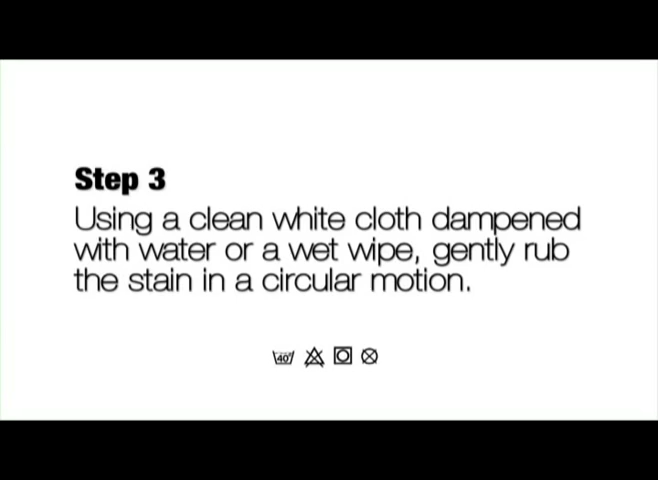 Step 3
Using a clean white cloth dampened
with water or a wet wipe, gently rub
the stain in a circular motion.
40°